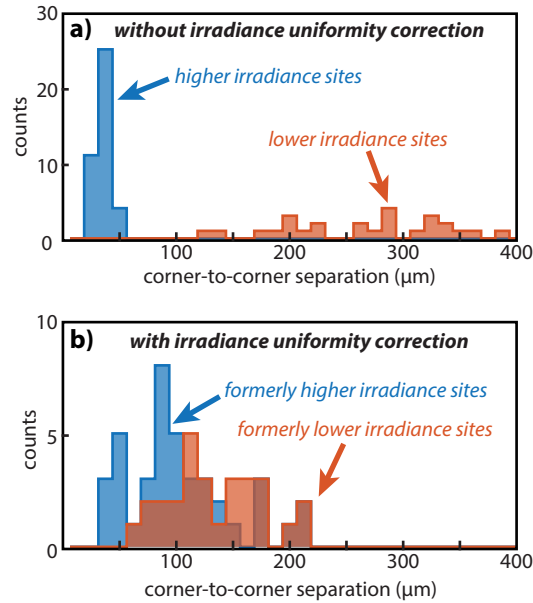 30
a) without irradiance uniformity correction
higher irradiance sites
20
lower irradiance sites
counts
10
0
100
200
300
400
corner-to-corner separation (µm)
10
b) with irradiance uniformity correction
formerly higher irradiance sites
formerly lower irradiance sites
counts
5
0
100
200
300
400
corner-to-corner separation (µm)